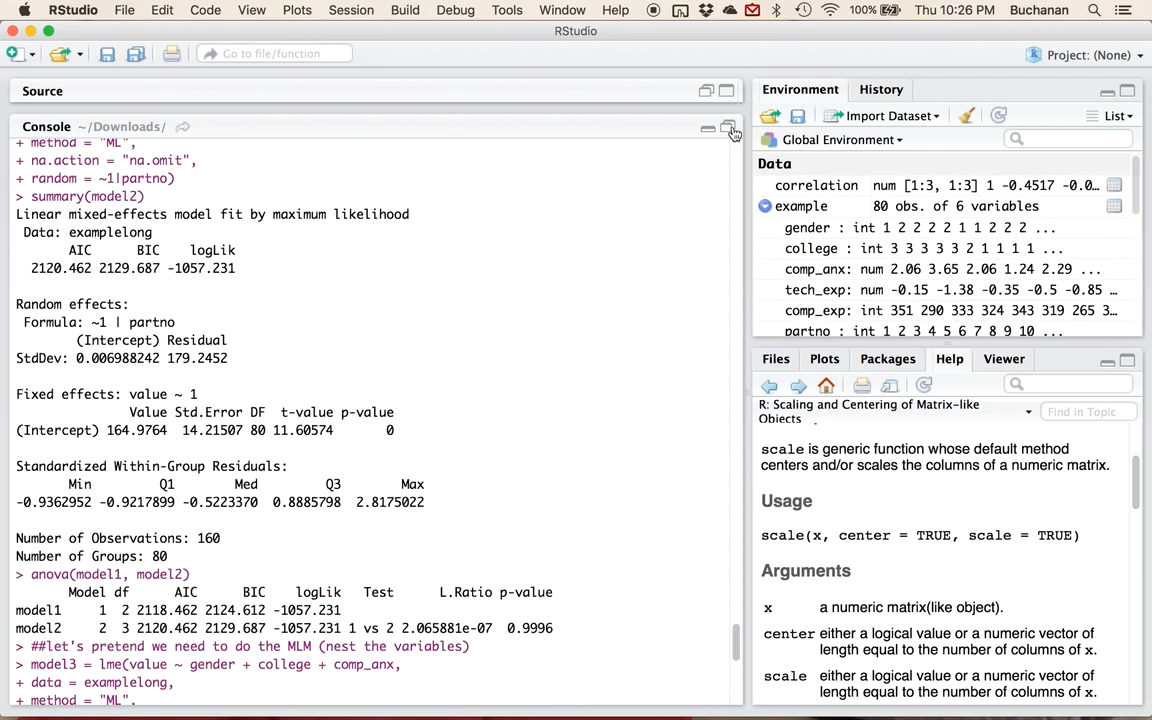 RStudio File Edit Code View Plots Session Build Debug Tools Window Help 100% Thu 10:26 PM Buchanan
RStudio
Go to file/function Project: (None)
Source
Console ~/Downloads/
+ method = "ML",
+ na.action = "na.omit",
+ random = ~1|partno)
> summary(model2)
Linear mixed-effects model fit by maximum likelihood
Data: examplelong
AIC BIC logLik
2120.462 2129.687 -1057.231
Random effects:
Formula: ~1 | partno
(Intercept) Residual
StdDev: 0.006988242 179.2452
Fixed effects: value ~ 1
Value Std.Error DF t-value p-value
(Intercept) 164.9764 14.21507 80 11.60574 0
Standardized Within-Group Residuals:
Min Q1 Med Q3 Max
-0.9362952 -0.9217899 -0.5223370 0.8885798 2.8175022
Number of Observations: 160
Number of Groups: 80
> anova(model1, model2)
Model df AIC BIC logLik Test L.Ratio p-value
model1 1 2 2118.462 2124.612 -1057.231
model2 2 3 2120.462 2129.687 -1057.231 1 vs 2 2.065881e-07 0.9996
> ##let's pretend we need to do the MLM (nest the variables)
> model3 = lme(value ~ gender + college + comp_anx,
+ data = examplelong,
+ method = "ML",
Environment History
Import Dataset List
Global Environment
Data
correlation num [1:3, 1:3] 1 -0.4517 -0.0…
example 80 obs. of 6 variables
gender : int 1 2 2 2 2 1 1 2 2 2 ...
college : int 3 3 3 3 3 2 1 1 1 1 ...
comp_anx: num 2.06 3.65 2.06 1.24 2.29 ...
tech_exp: num -0.15 -1.38 -0.35 -0.5 -0.85 …
comp_exp: int 351 290 333 324 343 319 265 3…
partno : int 1 2 3 4 5 6 7 8 9 10 ...
Files Plots Packages Help Viewer
R: Scaling and Centering of Matrix-like
Objects Find in Topic
scale is generic function whose default method
centers and/or scales the columns of a numeric matrix.
Usage
scale(x, center = TRUE, scale = TRUE)
Arguments
x a numeric matrix(like object).
center either a logical value or a numeric vector of
length equal to the number of columns of x.
scale either a logical value or a numeric vector of
length equal to the number of columns of x.